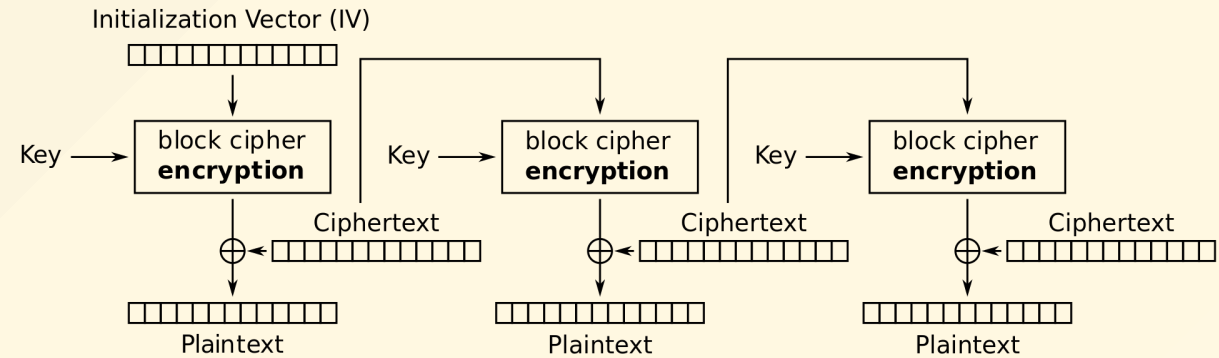 Initialization Vector (IV)
block cipher
encryption
Key
block cipher
encryption
Key
block cipher
encryption
Key
Ciphertext
Ciphertext
Ciphertext
Plaintext
Plaintext
Plaintext